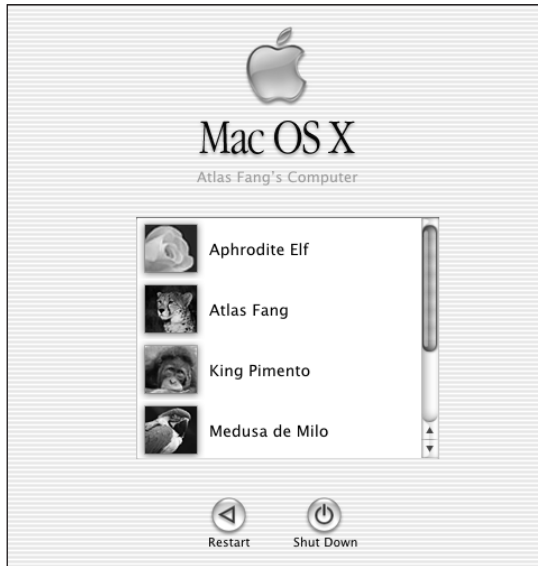 Mac OS X
Atlas Fang's Computer
Aphrodite Elf
Atlas Fang
King Pimento
Medusa de Milo
Restart
Shut Down